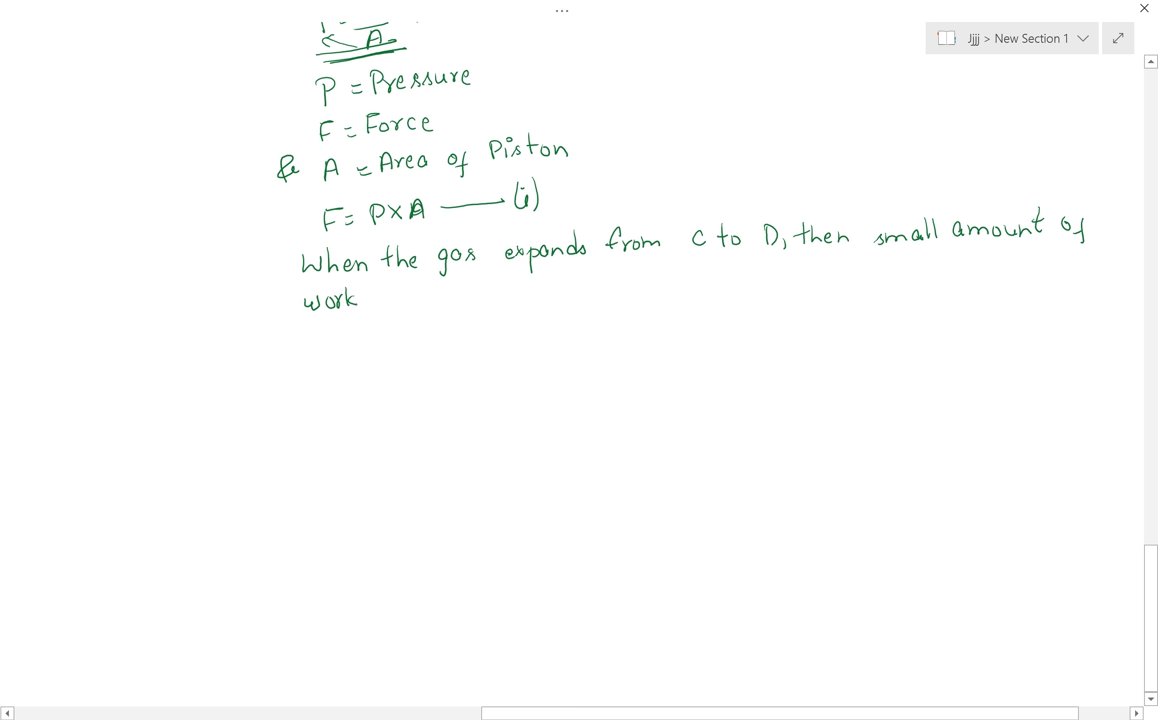 ...
Jjjj > New Section 1
A
P = Pressure
F = Force
& A = Area of Piston
F = P×A —— (i)
When the gas expands from C to D, then small amount of
work